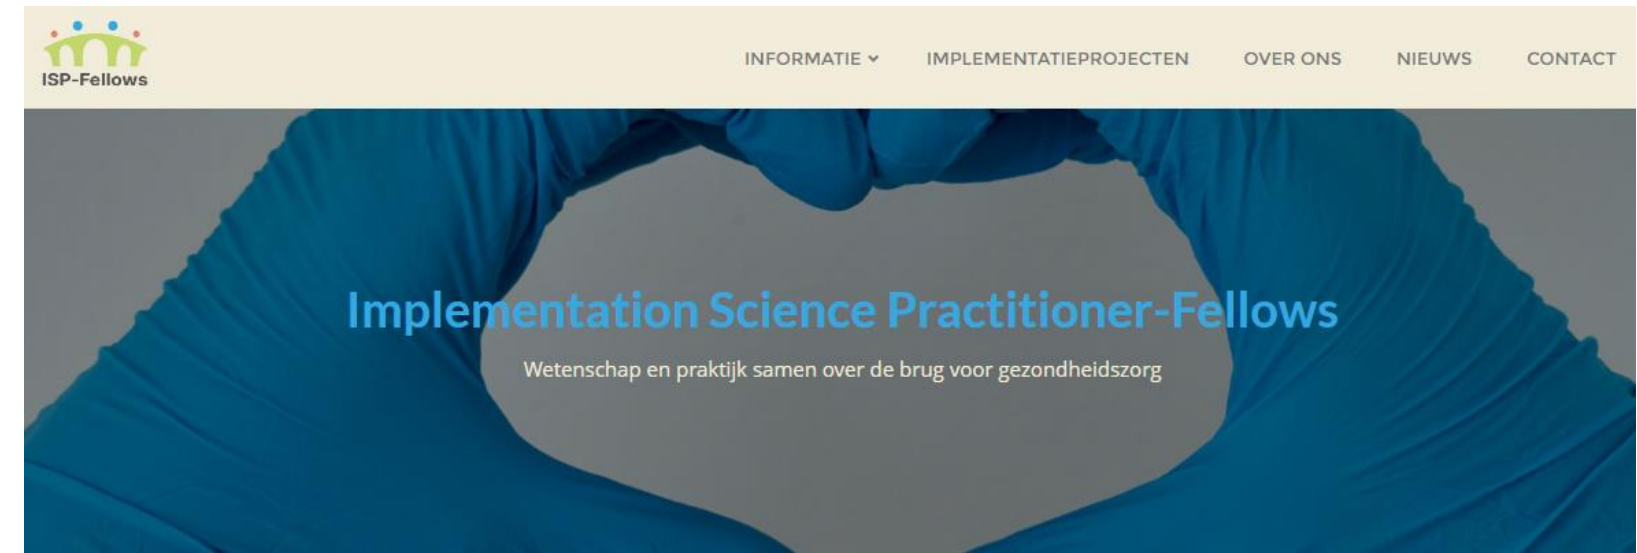 ISP-Fellows
INFORMATIE IMPLEMENTATIEPROJECTEN OVER ONS NIEUWS CONTACT
Implementation Science Practitioner-Fellows
Wetenschap en praktijk samen over de brug voor gezondheidszorg